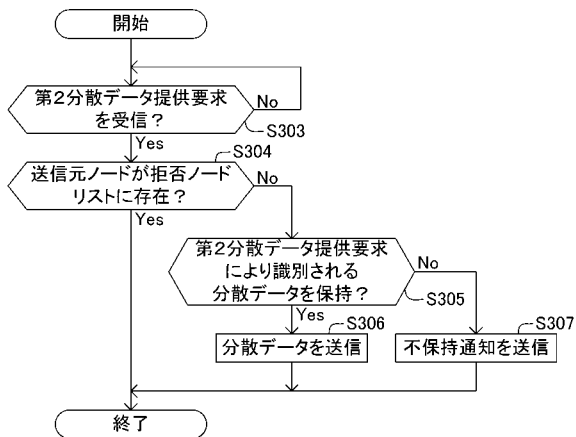 開始
第2分散データ提供要求
を受信？
No
S303
Yes
S304
送信元ノードが拒否ノード
リストに存在？
No
Yes
第2分散データ提供要求
により識別される
分散データを保持？
No
S305
Yes
S306
分散データを送信
S307
不保持通知を送信
終了